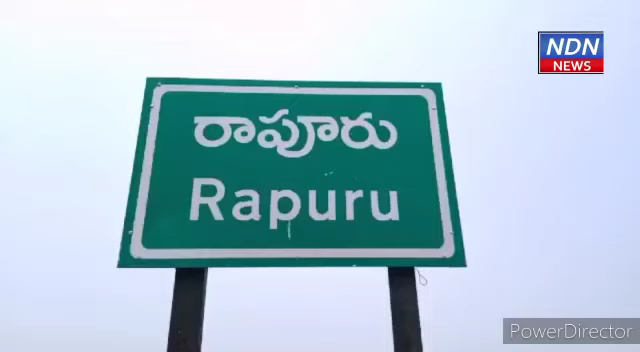 NDN
NEWS
రాపూరు
Rapuru
PowerDirector